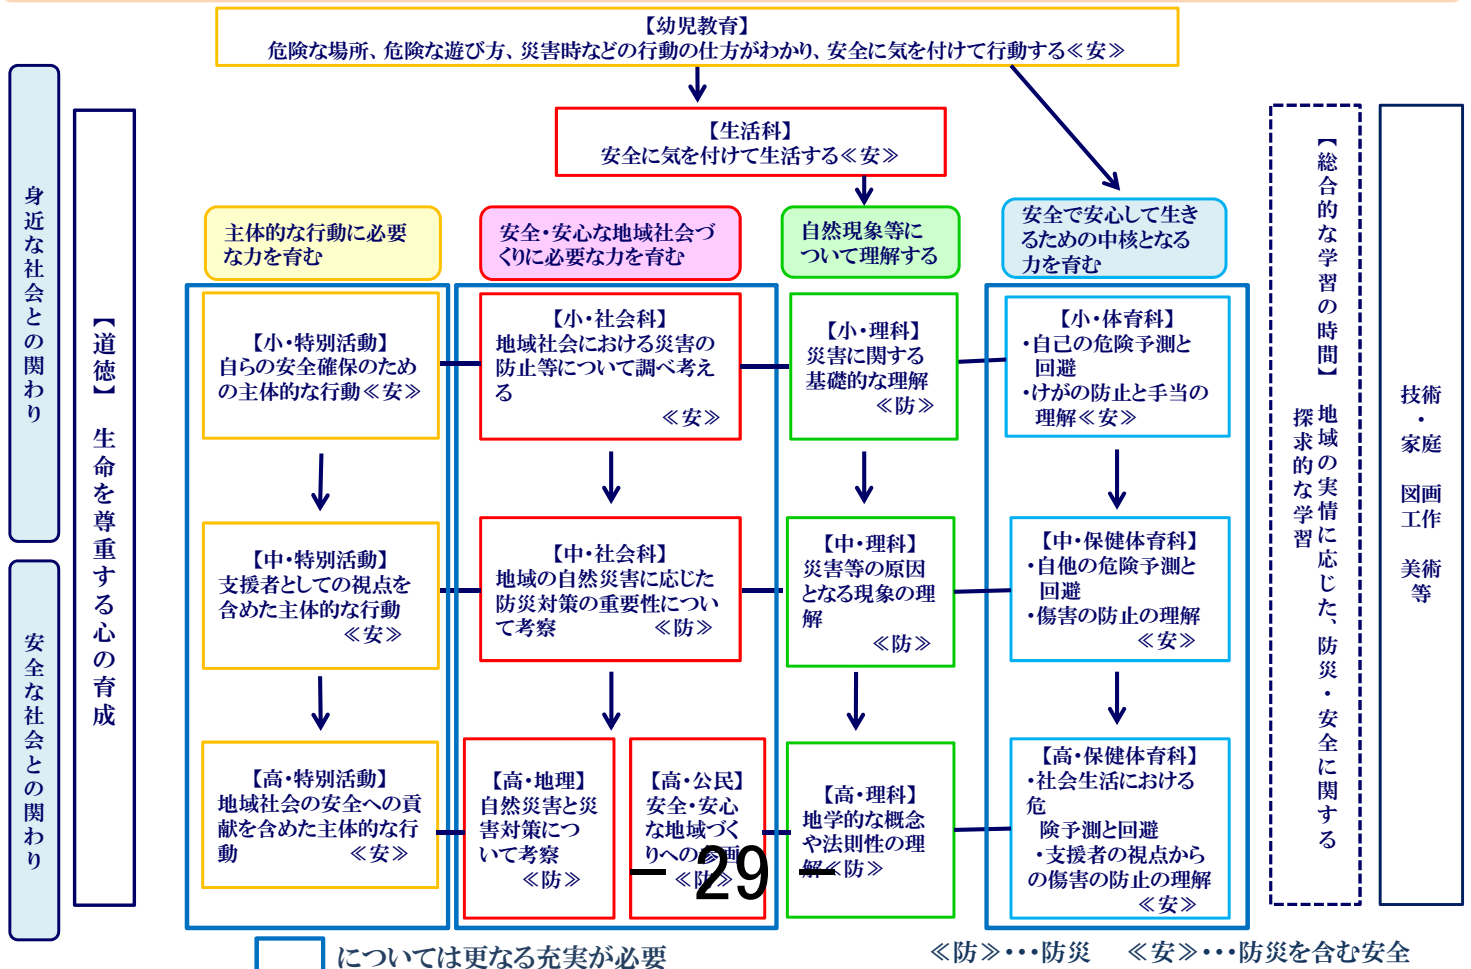 【幼児教育】
危険な場所、危険な遊び方、災害時などの行動の仕方がわかり、安全に気を付けて行動する≪安≫
【生活科】
安全に気を付けて生活する≪安≫
身近な社会との関わり
安全な社会との関わり
【道徳】　生命を尊重する心の育成
主体的な行動に必要
な力を育む
安全・安心な地域社会づ
くりに必要な力を育む
自然現象等に
ついて理解する
安全で安心して生き
るための中核となる
力を育む
【小・特別活動】
自らの安全確保のため
の主体的な行動≪安≫
【小・社会科】
地域社会における災害の
防止等について調べ考え
る
≪安≫
【小・理科】
災害に関する
基礎的な理解
≪防≫
【小・体育科】
・自己の危険予測と
回避
・けがの防止と手当の
理解≪安≫
【中・特別活動】
支援者としての視点を
含めた主体的な行動
≪安≫
【中・社会科】
地域の自然災害に応じた
防災対策の重要性につい
て考察　≪防≫
【中・理科】
災害等の原因
となる現象の理
解
≪防≫
【中・保健体育科】
・自他の危険予測と
回避
・傷害の防止の理解
≪安≫
【高・特別活動】
地域社会の安全への貢
献を含めた主体的な行
動　≪安≫
【高・地理】
自然災害と災
害対策につ
いて考察
≪防≫
【高・公民】
安全・安心
な地域づく
りへの参画
≪防≫
【高・理科】
地学的な概念
や法則性の理
解≪防≫
【高・保健体育科】
・社会生活における
危
険予測と回避
・支援者の視点から
の傷害の防止の理解
≪安≫
【総合的な学習の時間】　地域の実情に応じた、防災・安全に関する
探求的な学習
技術
・
家庭
図画
工作
美術
等
- 29 -
については更なる充実が必要
≪防≫・・・防災　≪安≫・・・防災を含む安全